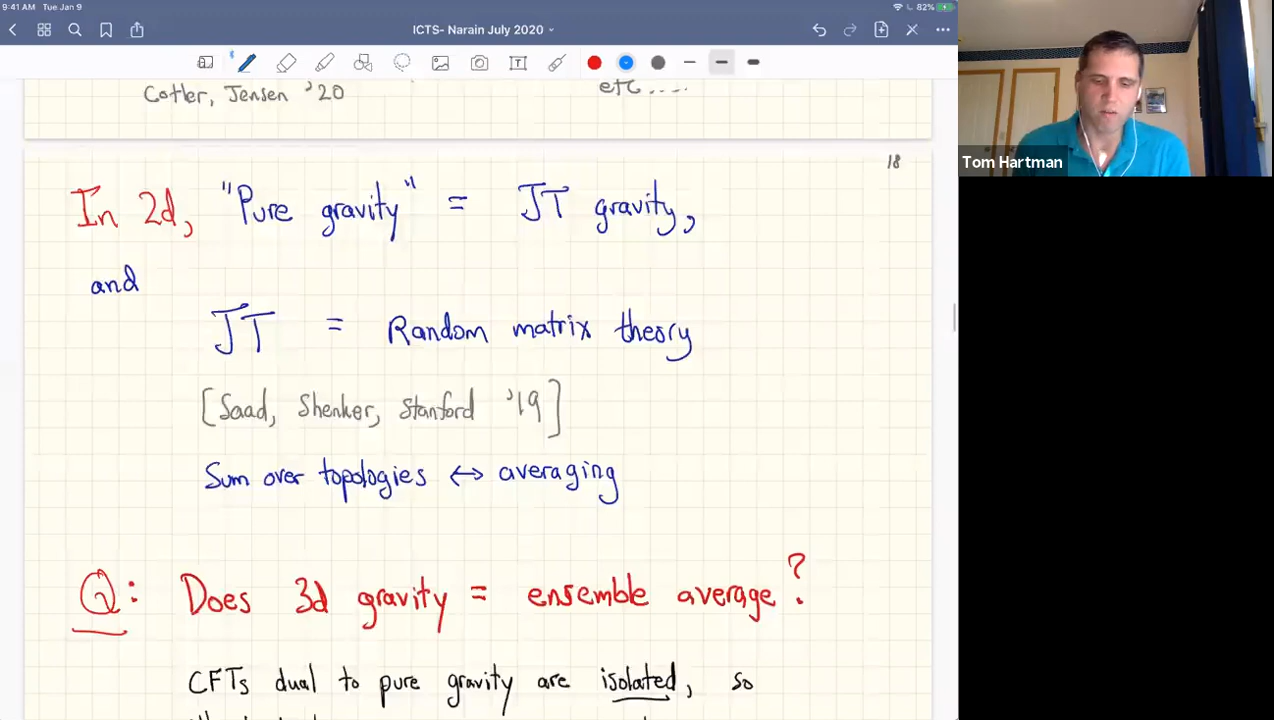 9:41 AM Tue Jan 9
82%
ICTS- Narain July 2020
Cotler, Jensen '20
etc....
18
In 2d, "Pure gravity" = JT gravity,
and
JT = Random matrix theory
[Saad, Shenker, Stanford '19]
Sum over topologies ↔ averaging
Q: Does 3d gravity = ensemble average?
CFTs dual to pure gravity are isolated, so
Tom Hartman